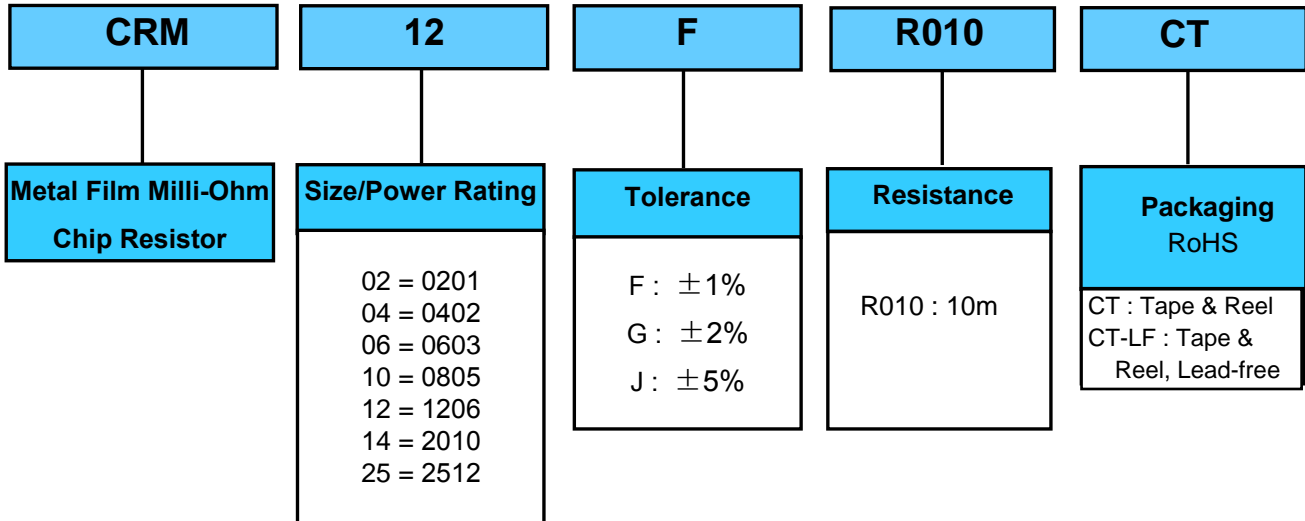 CRM
12
F
R010
CT
Metal Film Milli-Ohm
Chip Resistor
Size/Power Rating
02 = 0201
04 = 0402
06 = 0603
10 = 0805
12 = 1206
14 = 2010
25 = 2512
Tolerance
F : ±1%
G : ±2%
J : ±5%
Resistance
R010 : 10m
Packaging
RoHS
CT : Tape & Reel
CT-LF : Tape &
Reel, Lead-free